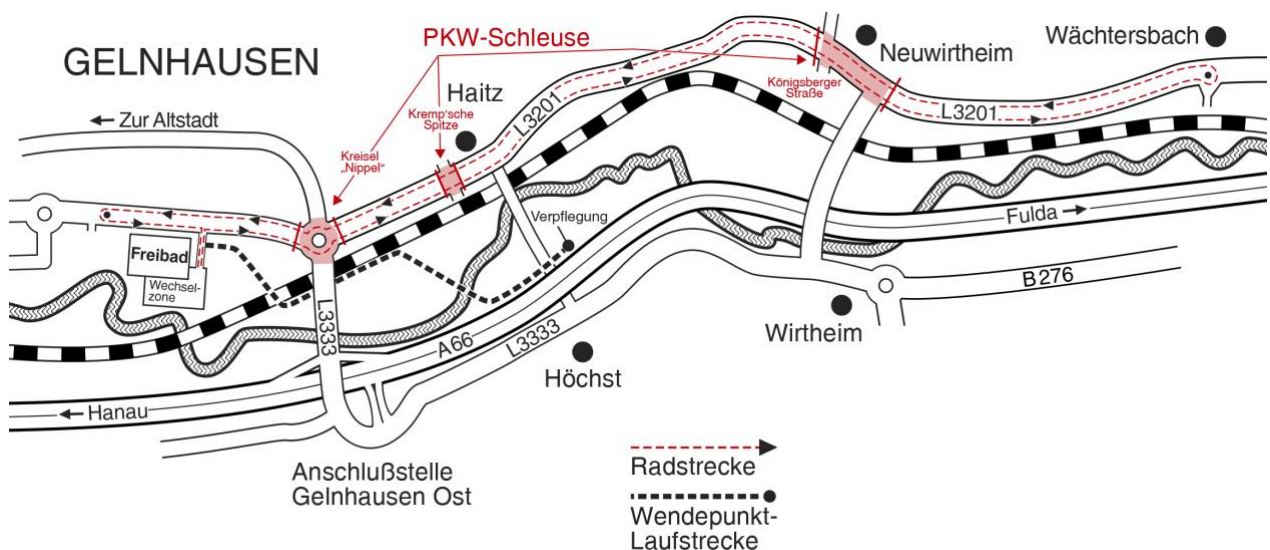 GELNHAUSEN
PKW-Schleuse
Neuwirtheim
Wächtersbach
Königsberger
Straße
Haitz
Kremp'sche
Spitze
L3201
L3201
← Zur Altstadt
Kreisel
„Nippel“
Verpflegung
Fulda →
Freibad
Wechsel-
zone
L3333
A66
L3333
B276
Wirtheim
Höchst
← Hanau
Anschlußstelle
Gelnhausen Ost
Radstrecke
Wendepunkt-
Laufstrecke